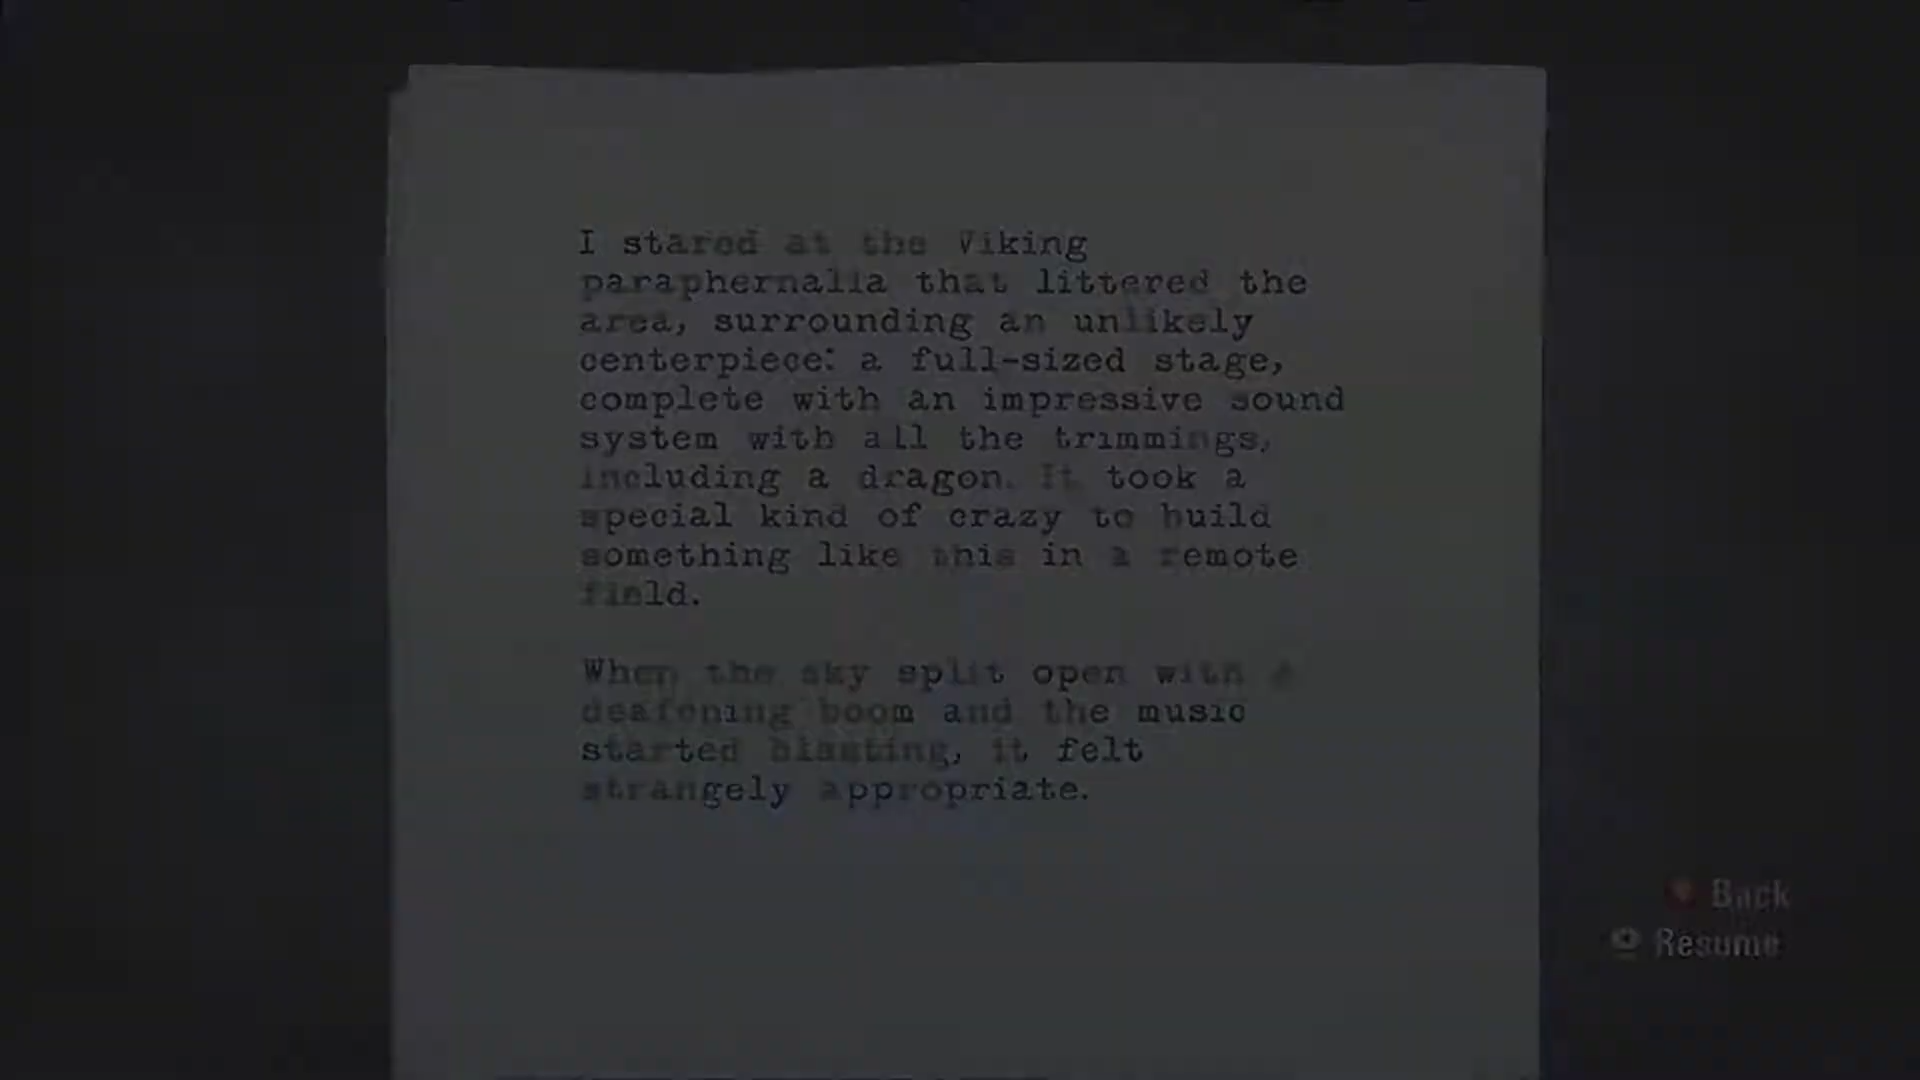 I stared at the Viking
paraphernalia that littered the
area, surrounding an unlikely
centerpiece: a full-sized stage,
complete with an impressive sound
system with all the trimmings,
including a dragon. It took a
special kind of crazy to build
something like this in a remote
field.
When the sky split open with a
deafening boom and the music
started blasting, it felt
strangely appropriate.
Back
Resume